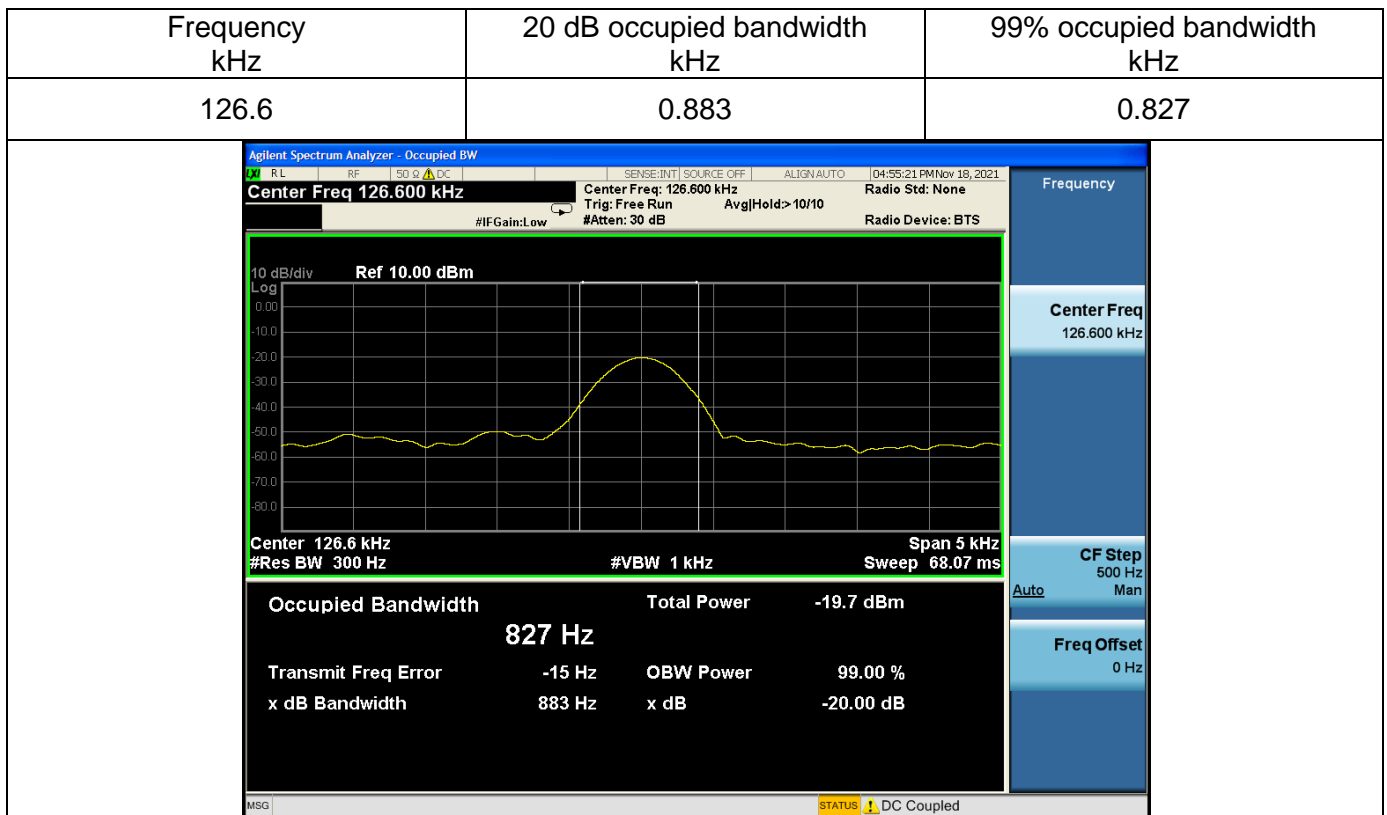 Frequency
kHz
20 dB occupied bandwidth
kHz
99% occupied bandwidth
kHz
126.6
0.883
0.827
Agilent Spectrum Analyzer - Occupied BW
LXI RL RF 50 Ω DC SENSE:INT SOURCE OFF ALIGN AUTO 04:55:21 PM Nov 18, 2021
Center Freq 126.600 kHz
Center Freq: 126.600 kHz
Radio Std: None
Trig: Free Run
Avg|Hold:> 10/10
#IFGain:Low
#Atten: 30 dB
Radio Device: BTS
10 dB/div
Ref 10.00 dBm
Log
0.00
-10.0
-20.0
-30.0
-40.0
-50.0
-60.0
-70.0
-80.0
Center 126.6 kHz
Span 5 kHz
#Res BW 300 Hz
#VBW 1 kHz
Sweep 68.07 ms
Occupied Bandwidth
827 Hz
Total Power
-19.7 dBm
Transmit Freq Error
-15 Hz
OBW Power
99.00 %
x dB Bandwidth
883 Hz
x dB
-20.00 dB
Frequency
Center Freq
126.600 kHz
CF Step
500 Hz
Auto Man
Freq Offset
0 Hz
MSG
STATUS
DC Coupled